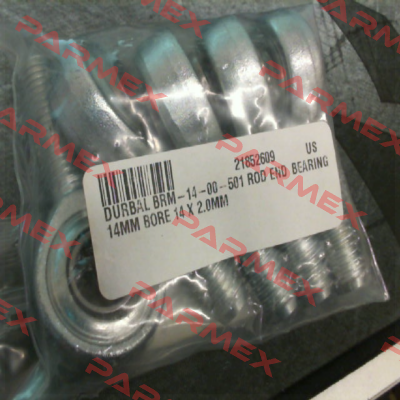 PARMEX
21852609 US
DURBAL BRM-14-00-501 ROD END BEARING
14MM BORE 14 X 2.0MM
PARMEX
PARMEX
PARMEX
PARMEX